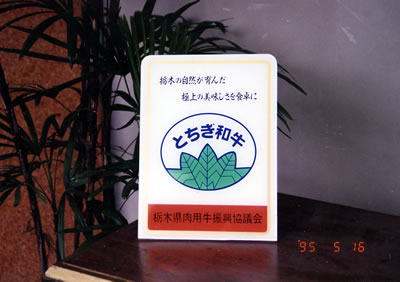 栃木の自然が育んだ
極上の美味しさを食卓に
とちぎ和牛
栃木県肉用牛振興協議会
'95 5 16